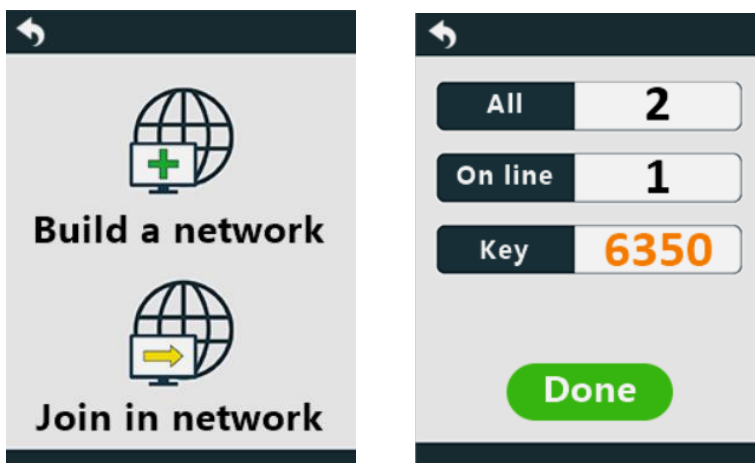 Build a network
Join in network
All 2
On line 1
Key 6350
Done